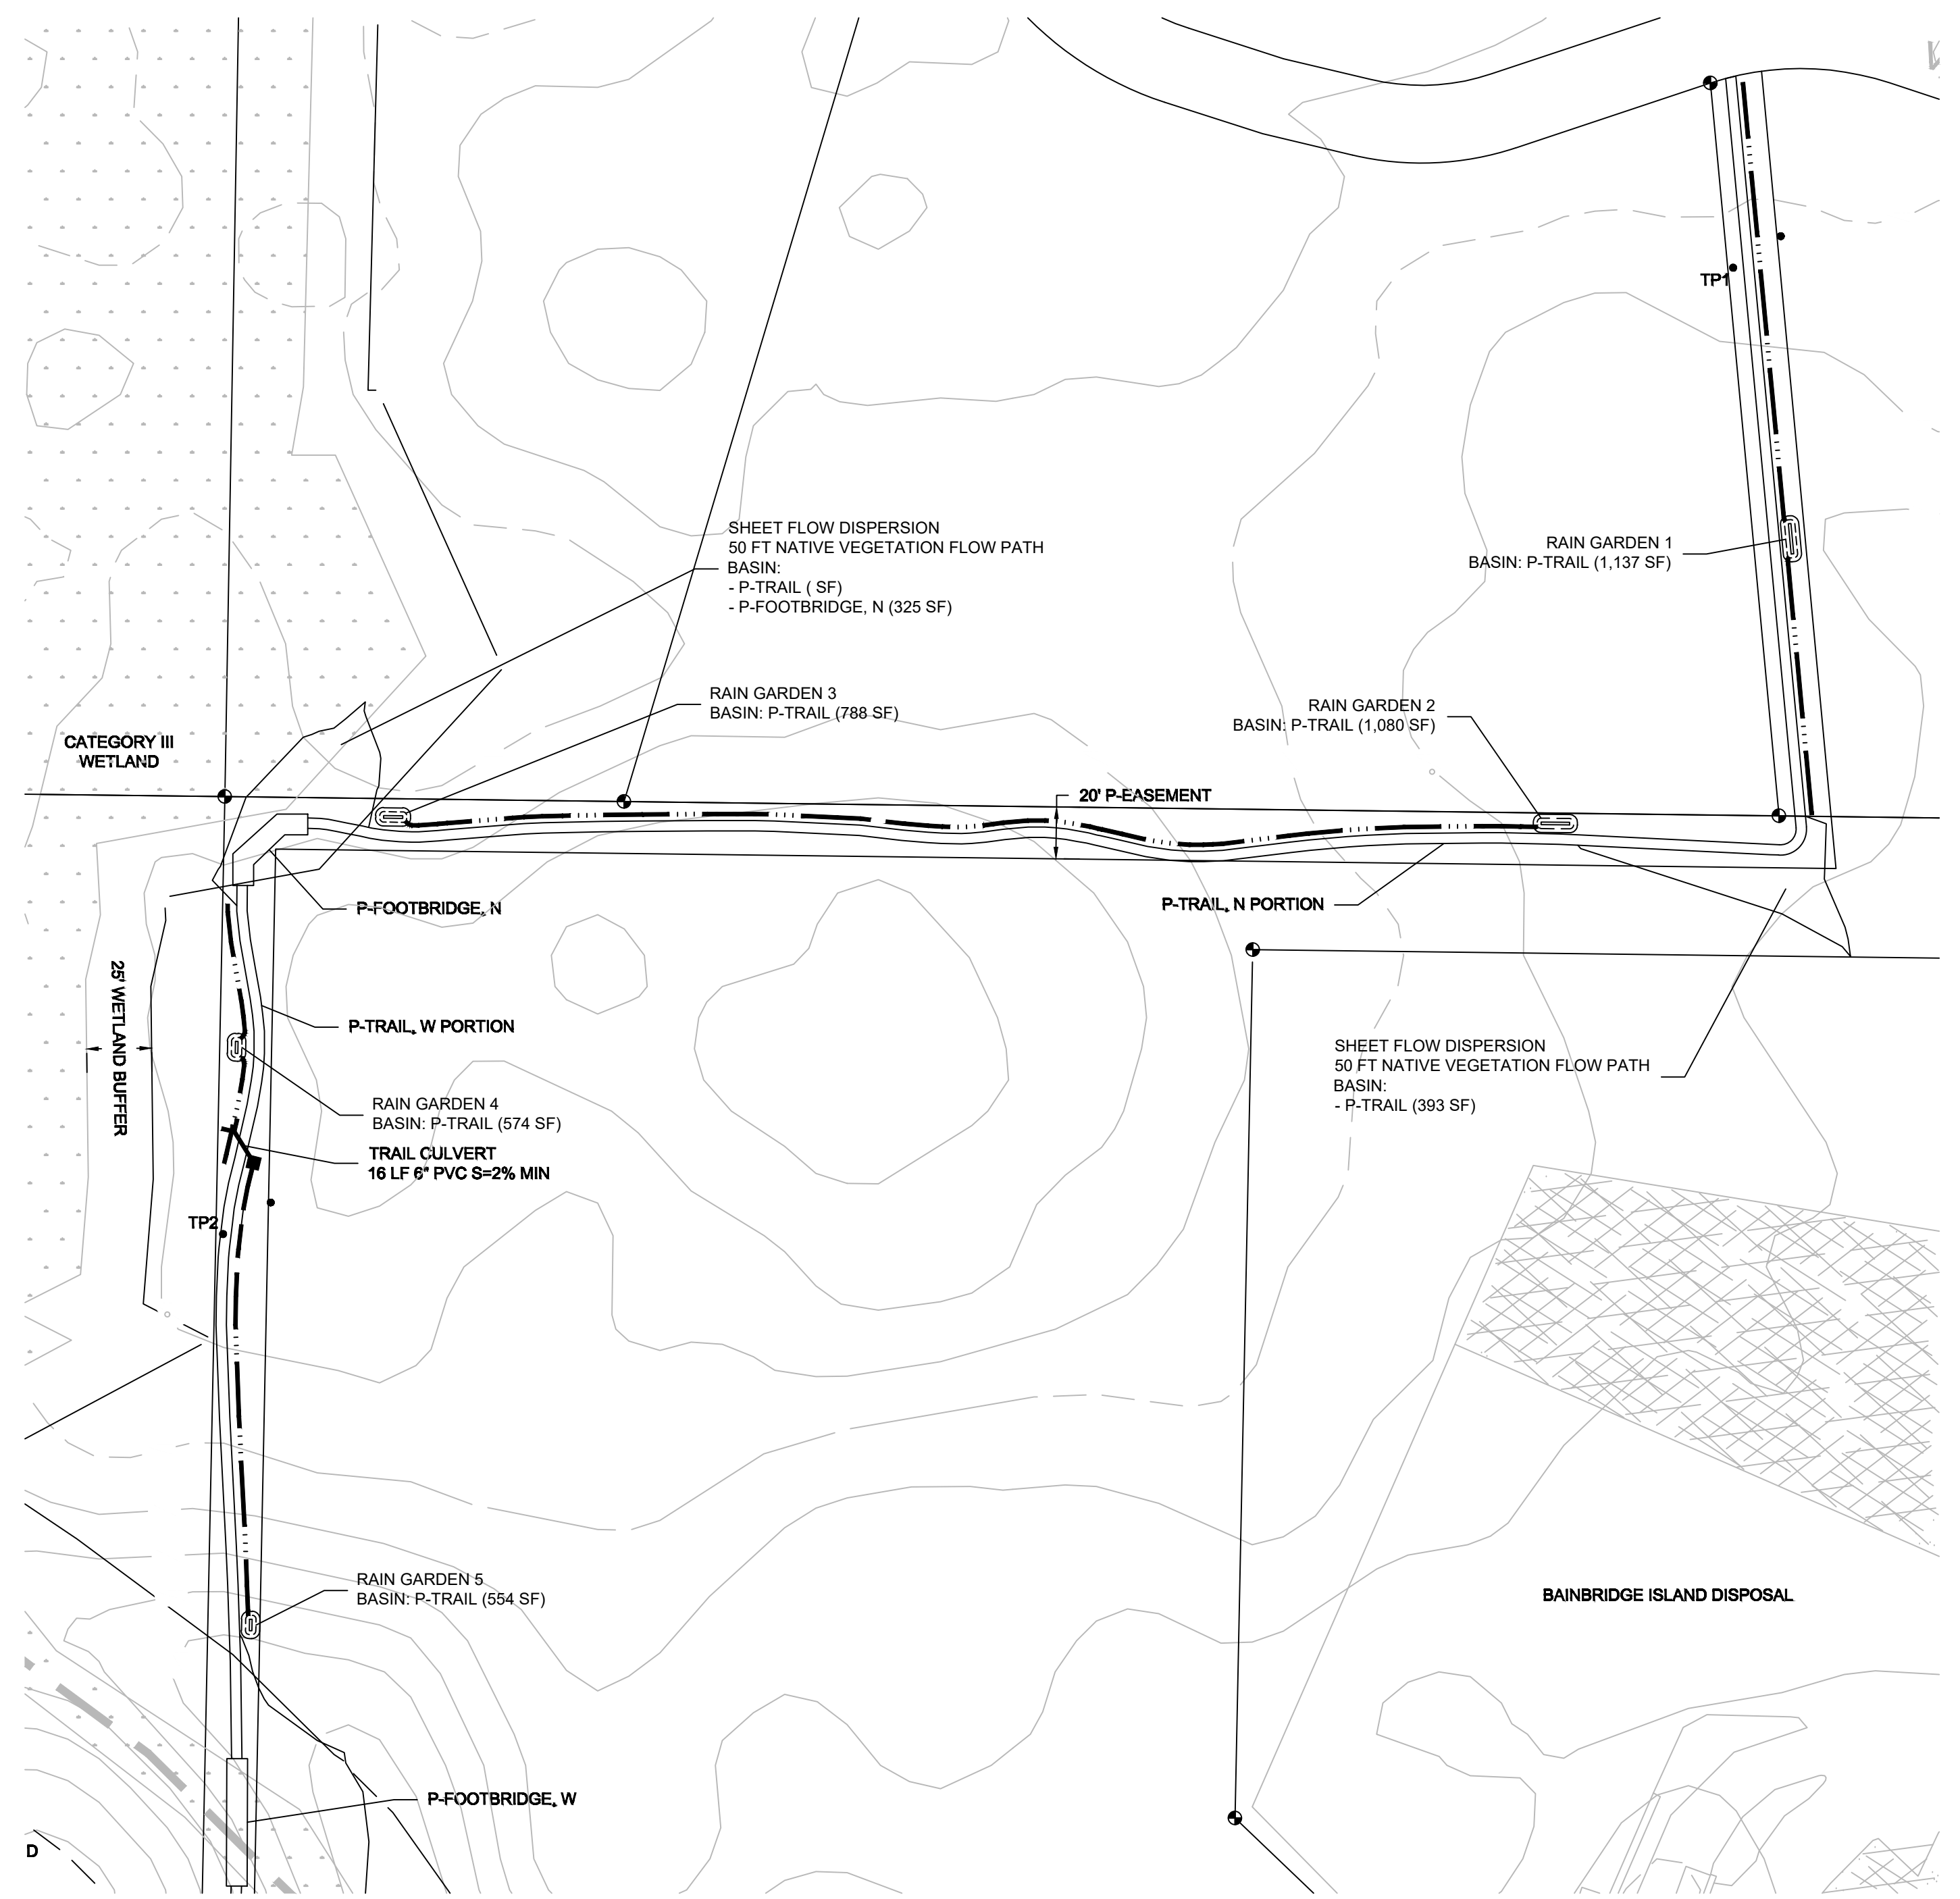 TP1
SHEET FLOW DISPERSION
50 FT NATIVE VEGETATION FLOW PATH
BASIN:
- P-TRAIL ( SF)
- P-FOOTBRIDGE, N (325 SF)
RAIN GARDEN 1
BASIN: P-TRAIL (1,137 SF)
RAIN GARDEN 3
BASIN: P-TRAIL (788 SF)
RAIN GARDEN 2
BASIN: P-TRAIL (1,080 SF)
CATEGORY III
WETLAND
20' P-EASEMENT
P-FOOTBRIDGE, N
P-TRAIL, N PORTION
25' WETLAND BUFFER
P-TRAIL, W PORTION
SHEET FLOW DISPERSION
50 FT NATIVE VEGETATION FLOW PATH
BASIN:
- P-TRAIL (393 SF)
RAIN GARDEN 4
BASIN: P-TRAIL (574 SF)
TRAIL CULVERT
16 LF 6" PVC S=2% MIN
TP2
RAIN GARDEN 5
BASIN: P-TRAIL (554 SF)
BAINBRIDGE ISLAND DISPOSAL
P-FOOTBRIDGE, W
D